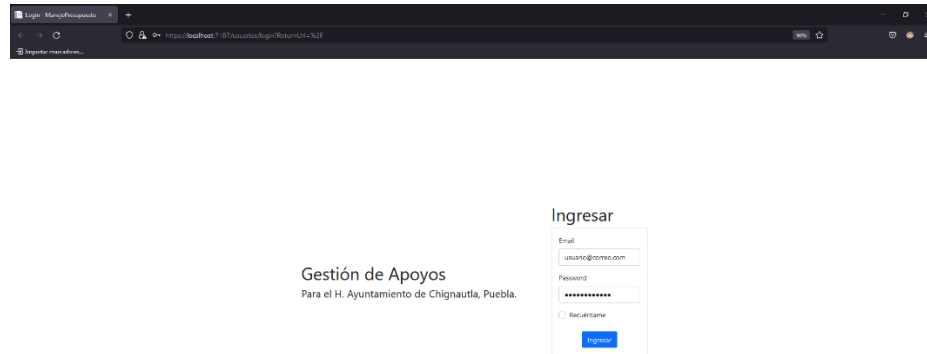 Login - ManejoPresupuesto
https://localhost:7187/usuarios/login?ReturnUrl=%2F
90%
Importar marcadores...
Ingresar
Email
usuario@correo.com
Gestión de Apoyos
Password
Para el H. Ayuntamiento de Chignautla, Puebla.
Recuérdame
Ingresar